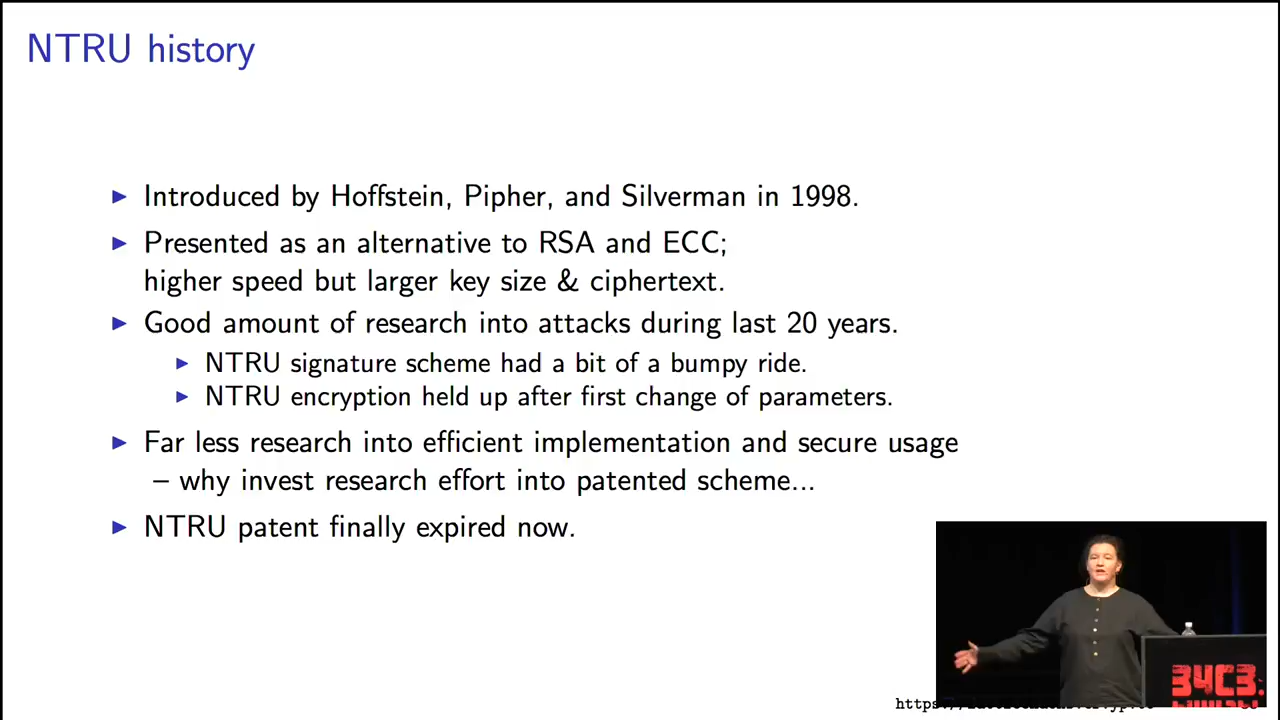 NTRU history
▶ Introduced by Hoffstein, Pipher, and Silverman in 1998.
▶ Presented as an alternative to RSA and ECC;
higher speed but larger key size & ciphertext.
▶ Good amount of research into attacks during last 20 years.
▶ NTRU signature scheme had a bit of a bumpy ride.
▶ NTRU encryption held up after first change of parameters.
▶ Far less research into efficient implementation and secure usage
– why invest research effort into patented scheme...
▶ NTRU patent finally expired now.
34C3.
https://